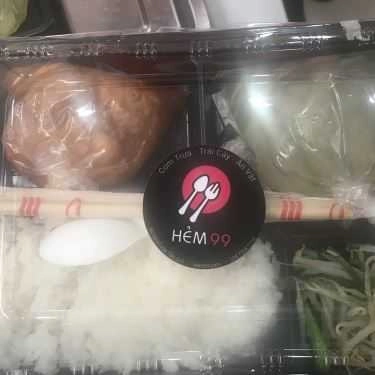 Cơm Trưa - Trái Cây - Ăn Vặt
HẺM 99